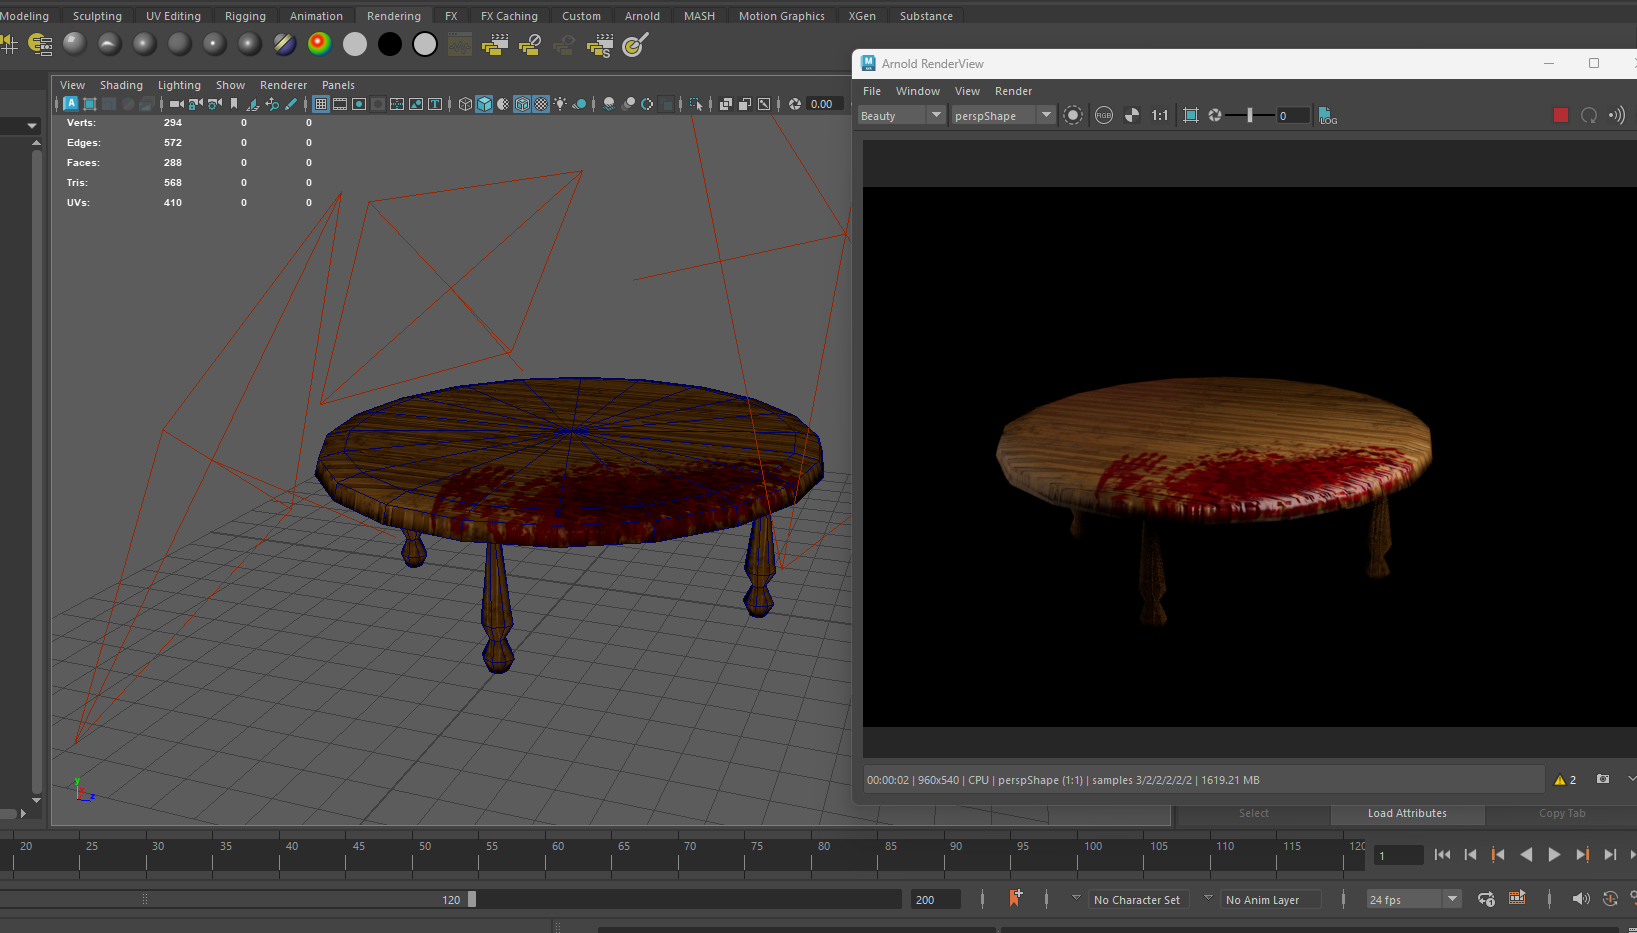 Modeling Sculpting UV Editing Rigging Animation Rendering FX FX Caching Custom Arnold MASH Motion Graphics XGen Substance
S
M
Arnold RenderView
View Shading Lighting Show Renderer Panels
File Window View Render
A T 0.00
Beauty perspShape RGB 1:1 0 LOG
Verts: 294 0 0
Edges: 572 0 0
Faces: 288 0 0
Tris: 568 0 0
UVs: 410 0 0
y
z
00:00:02 | 960x540 | CPU | perspShape (1:1) | samples 3/2/2/2/2/2 | 1619.21 MB 2
Select Load Attributes Copy Tab
20 25 30 35 40 45 50 55 60 65 70 75 80 85 90 95 100 105 110 115 120
1
120 200 No Character Set No Anim Layer 24 fps